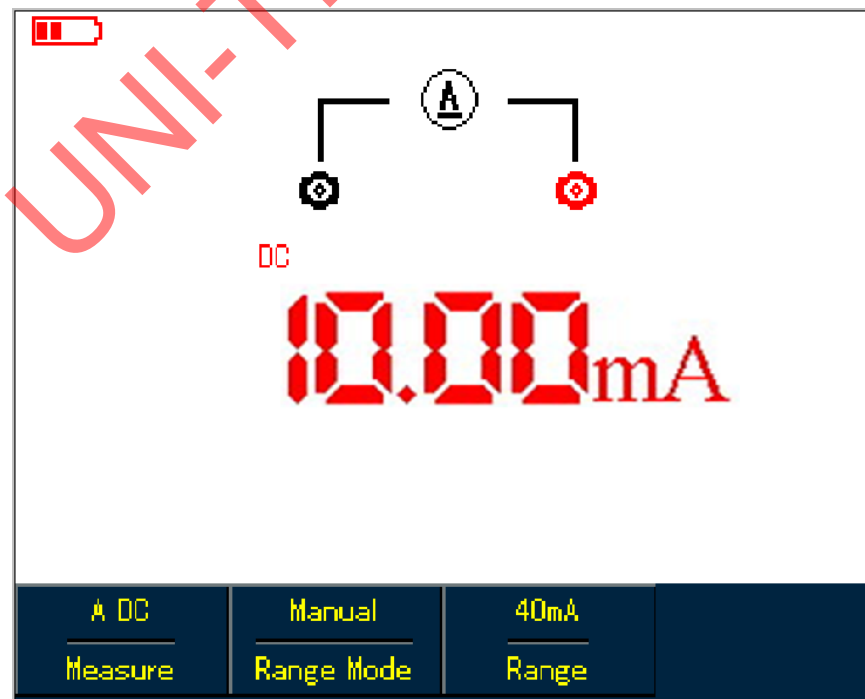 UNI-T
A
DC
10.00mA
A DC
Manual
40mA
Measure
Range Mode
Range